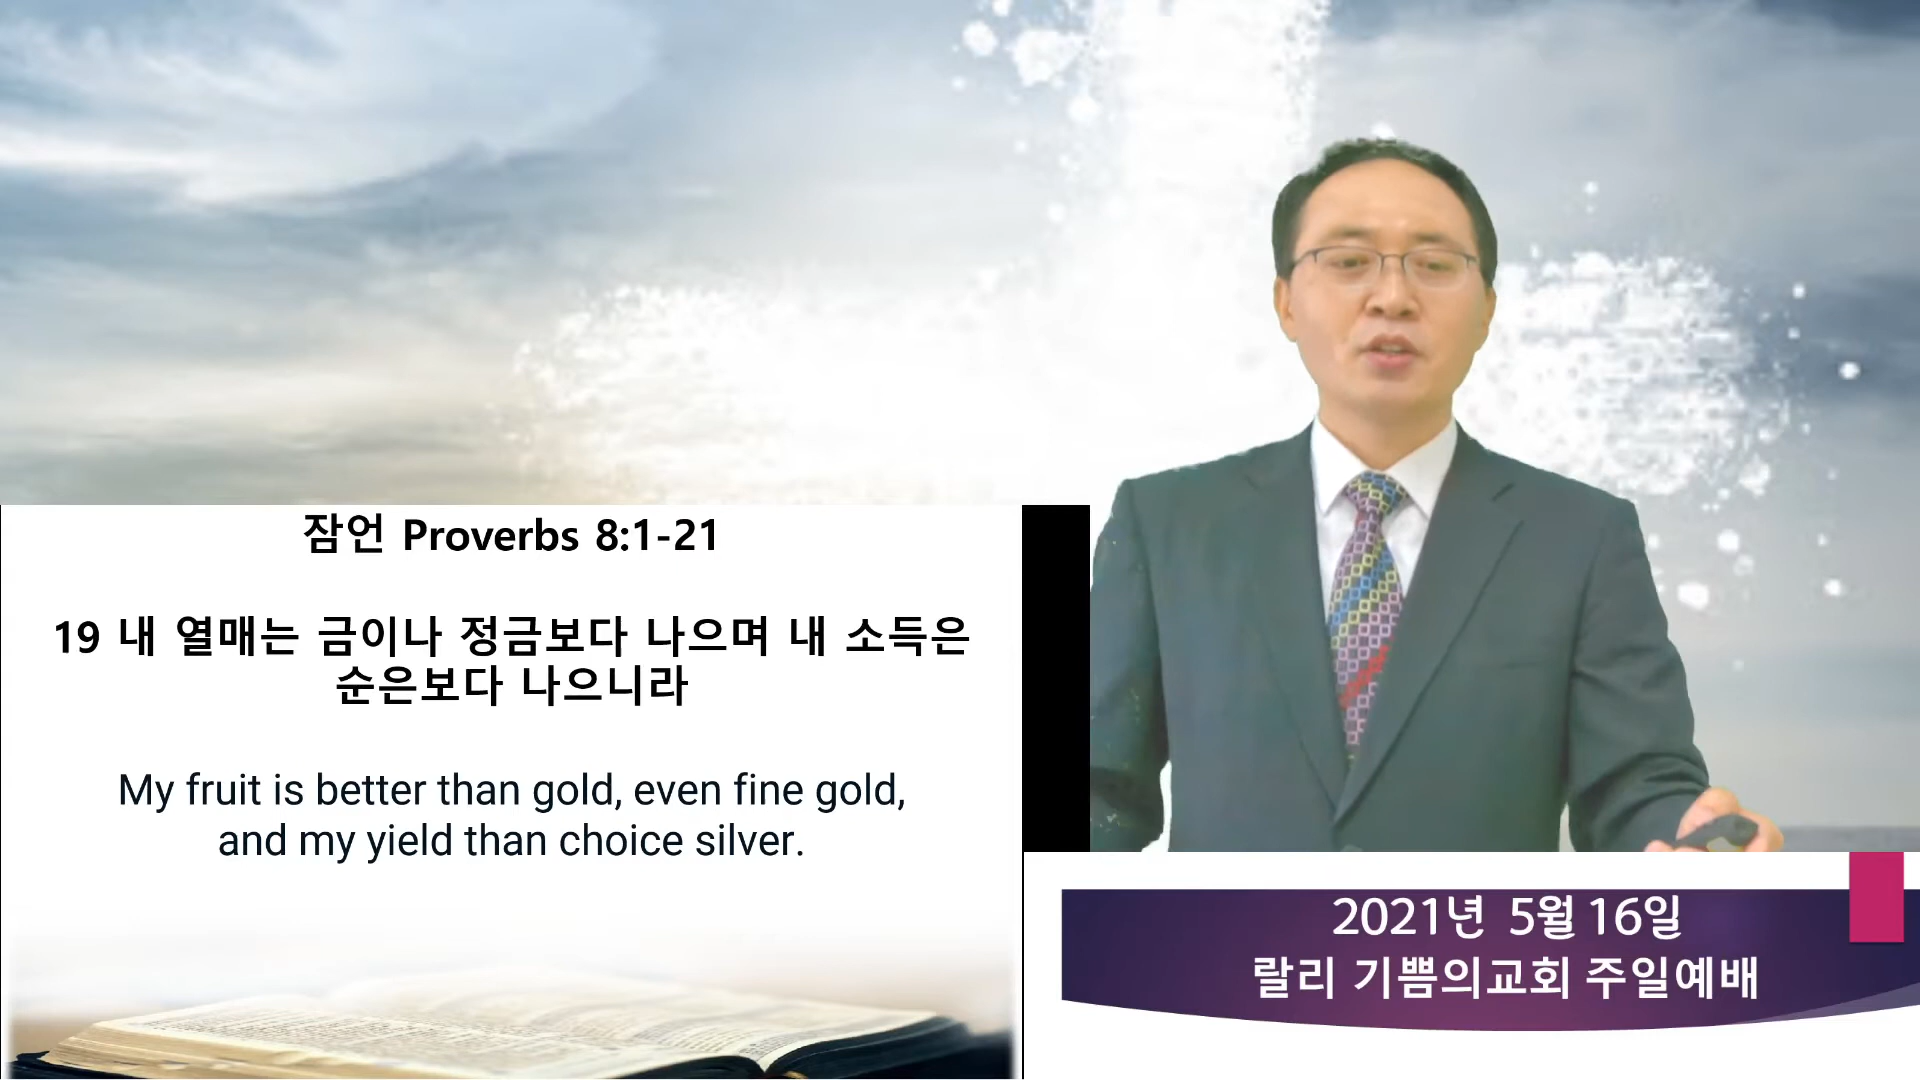 잠언 Proverbs 8:1-21
19 내 열매는 금이나 정금보다 나으며 내 소득은
순은보다 나으니라
My fruit is better than gold, even fine gold,
and my yield than choice silver.
2021년 5월 16일
랄리 기쁨의교회 주일예배